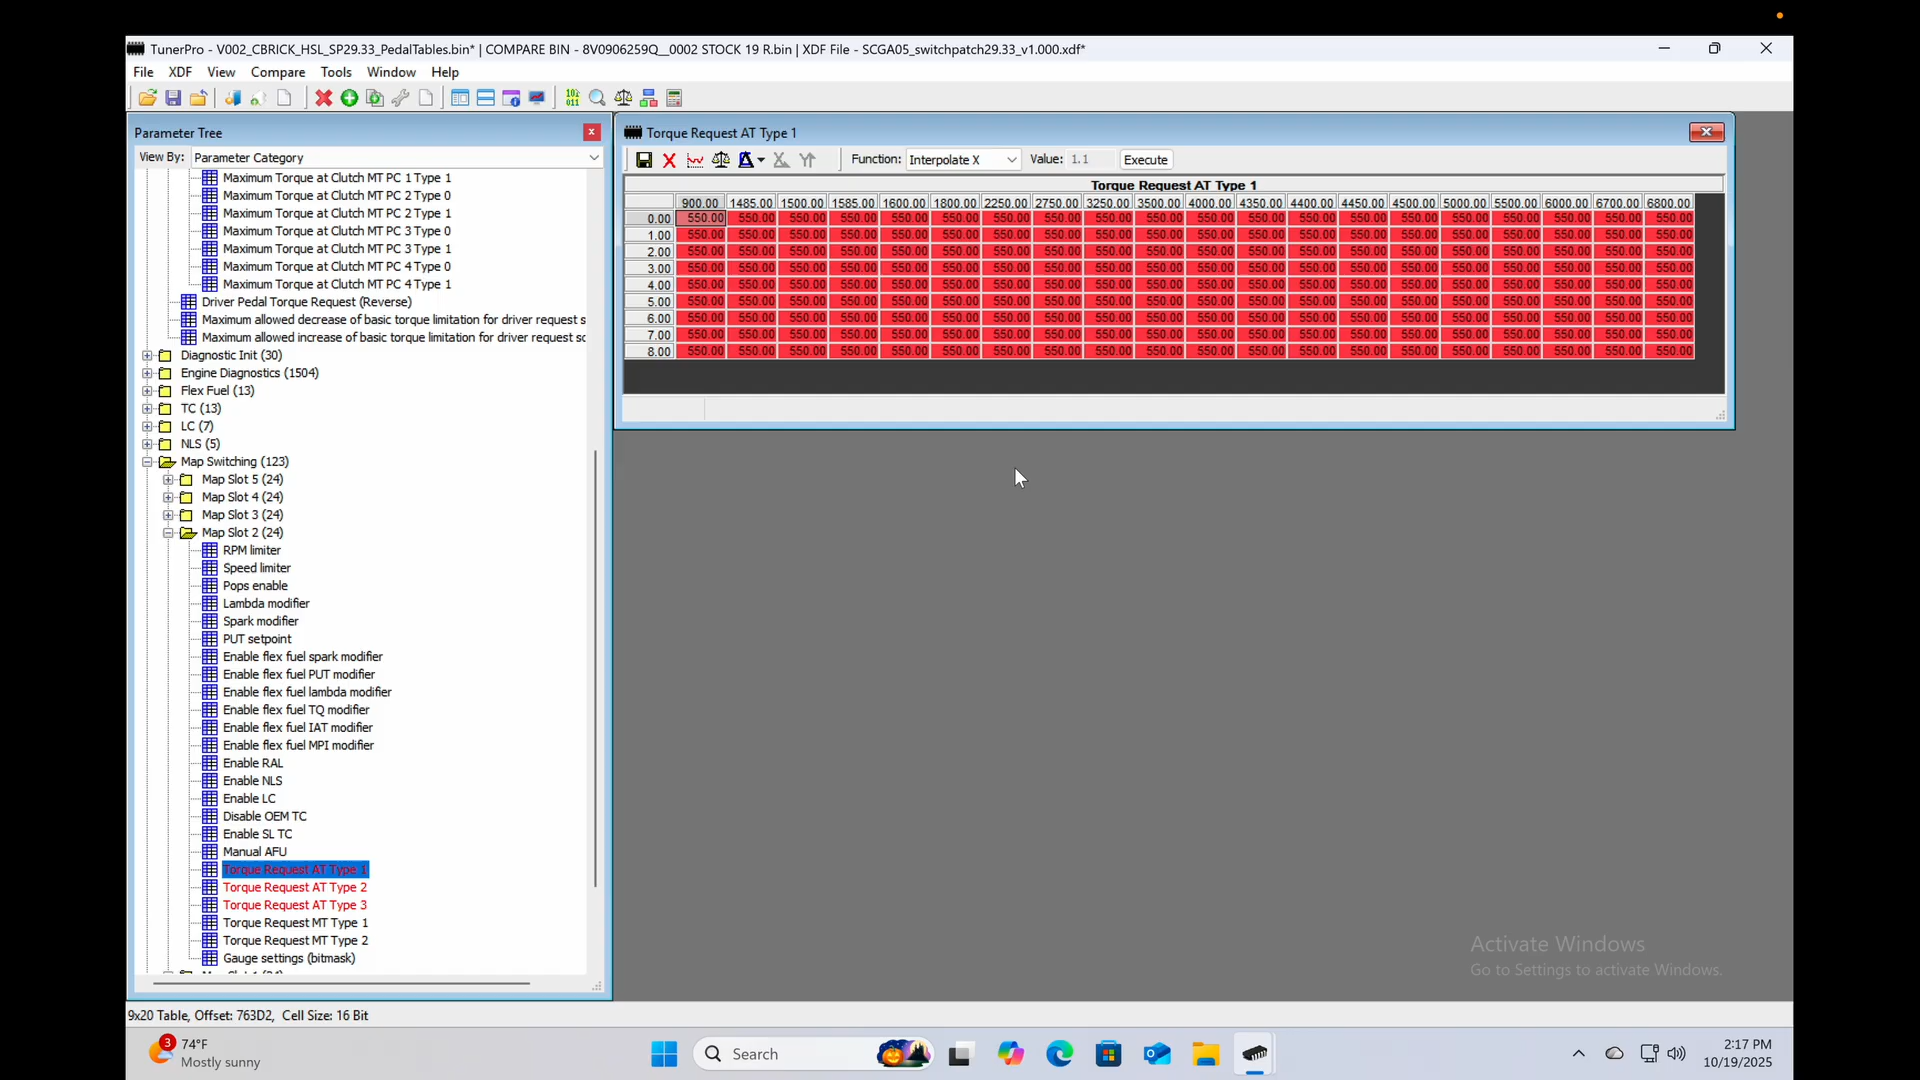 TunerPro - V002_CBRICK_HSL_SP29.33_PedalTables.bin* | COMPARE BIN - 8V0906259Q__0002 STOCK 19 R.bin | XDF File - SCGA05_switchpatch29.33_v1.000.xdf*
File XDF View Compare Tools Window Help
Parameter Tree
View By: Parameter Category
Maximum Torque at Clutch MT PC 1 Type 1
Maximum Torque at Clutch MT PC 2 Type 0
Maximum Torque at Clutch MT PC 2 Type 1
Maximum Torque at Clutch MT PC 3 Type 0
Maximum Torque at Clutch MT PC 3 Type 1
Maximum Torque at Clutch MT PC 4 Type 0
Maximum Torque at Clutch MT PC 4 Type 1
Driver Pedal Torque Request (Reverse)
Maximum allowed decrease of basic torque limitation for driver request s
Maximum allowed increase of basic torque limitation for driver request sc
Diagnostic Init (30)
Engine Diagnostics (1504)
Flex Fuel (13)
TC (13)
LC (7)
NLS (5)
Map Switching (123)
Map Slot 5 (24)
Map Slot 4 (24)
Map Slot 3 (24)
Map Slot 2 (24)
RPM limiter
Speed limiter
Pops enable
Lambda modifier
Spark modifier
PUT setpoint
Enable flex fuel spark modifier
Enable flex fuel PUT modifier
Enable flex fuel lambda modifier
Enable flex fuel TQ modifier
Enable flex fuel IAT modifier
Enable flex fuel MPI modifier
Enable RAL
Enable NLS
Enable LC
Disable OEM TC
Enable SL TC
Manual AFU
Torque Request AT Type 1
Torque Request AT Type 2
Torque Request AT Type 3
Torque Request MT Type 1
Torque Request MT Type 2
Gauge settings (bitmask)
Torque Request AT Type 1
Function: Interpolate X Value: 1.1 Execute
Torque Request AT Type 1
900.00 1485.00 1500.00 1585.00 1600.00 1800.00 2250.00 2750.00 3250.00 3500.00 4000.00 4350.00 4400.00 4450.00 4500.00 5000.00 5500.00 6000.00 6700.00 6800.00
0.00 550.00 550.00 550.00 550.00 550.00 550.00 550.00 550.00 550.00 550.00 550.00 550.00 550.00 550.00 550.00 550.00 550.00 550.00 550.00 550.00
1.00 550.00 550.00 550.00 550.00 550.00 550.00 550.00 550.00 550.00 550.00 550.00 550.00 550.00 550.00 550.00 550.00 550.00 550.00 550.00 550.00
2.00 550.00 550.00 550.00 550.00 550.00 550.00 550.00 550.00 550.00 550.00 550.00 550.00 550.00 550.00 550.00 550.00 550.00 550.00 550.00 550.00
3.00 550.00 550.00 550.00 550.00 550.00 550.00 550.00 550.00 550.00 550.00 550.00 550.00 550.00 550.00 550.00 550.00 550.00 550.00 550.00 550.00
4.00 550.00 550.00 550.00 550.00 550.00 550.00 550.00 550.00 550.00 550.00 550.00 550.00 550.00 550.00 550.00 550.00 550.00 550.00 550.00 550.00
5.00 550.00 550.00 550.00 550.00 550.00 550.00 550.00 550.00 550.00 550.00 550.00 550.00 550.00 550.00 550.00 550.00 550.00 550.00 550.00 550.00
6.00 550.00 550.00 550.00 550.00 550.00 550.00 550.00 550.00 550.00 550.00 550.00 550.00 550.00 550.00 550.00 550.00 550.00 550.00 550.00 550.00
7.00 550.00 550.00 550.00 550.00 550.00 550.00 550.00 550.00 550.00 550.00 550.00 550.00 550.00 550.00 550.00 550.00 550.00 550.00 550.00 550.00
8.00 550.00 550.00 550.00 550.00 550.00 550.00 550.00 550.00 550.00 550.00 550.00 550.00 550.00 550.00 550.00 550.00 550.00 550.00 550.00 550.00
Activate Windows
Go to Settings to activate Windows.
9x20 Table, Offset: 763D2, Cell Size: 16 Bit
3
74°F
Mostly sunny
Search
2:17 PM
10/19/2025